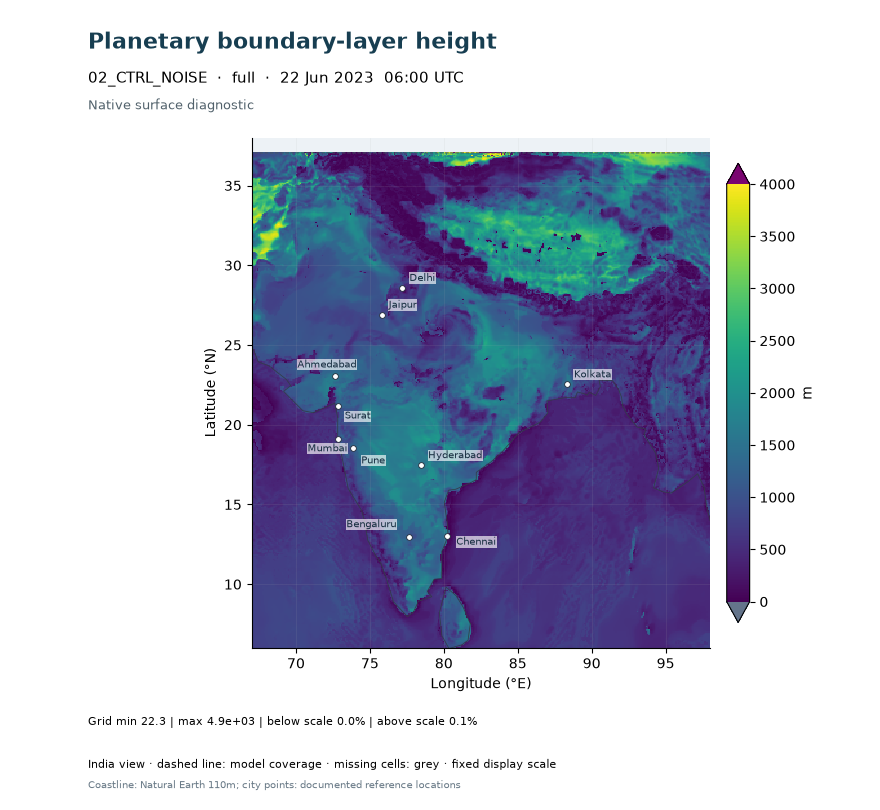 Planetary boundary-layer height
02_CTRL_NOISE · full · 22 Jun 2023 06:00 UTC
Native surface diagnostic
35
30
25
20
15
10
Latitude (°N)
Delhi
Jaipur
Ahmedabad
Kolkata
Surat
Mumbai
Pune
Hyderabad
Bengaluru
Chennai
70
75
80
85
90
95
Longitude (°E)
4000
3500
3000
2500
2000
1500
1000
500
0
m
Grid min 22.3 | max 4.9e+03 | below scale 0.0% | above scale 0.1%
India view · dashed line: model coverage · missing cells: grey · fixed display scale
Coastline: Natural Earth 110m; city points: documented reference locations